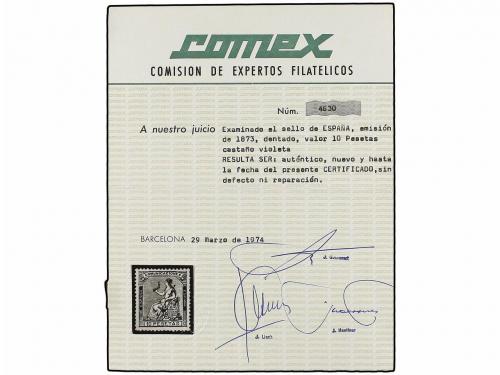 comex
COMISION DE EXPERTOS FILATELICOS
Núm. 4630
A nuestro juicio Examinado el sello de ESPAÑA, emisión
de 1873, dentado, valor 10 Pesetas
castaño violeta
RESULTA SER: auténtico, nuevo y hasta
la fecha del presente CERTIFICADO,sin
defecto ni reparación.
BARCELONA 29 marzo de 1974
COMUNICACIONES
10 PESETAS
J. Llach